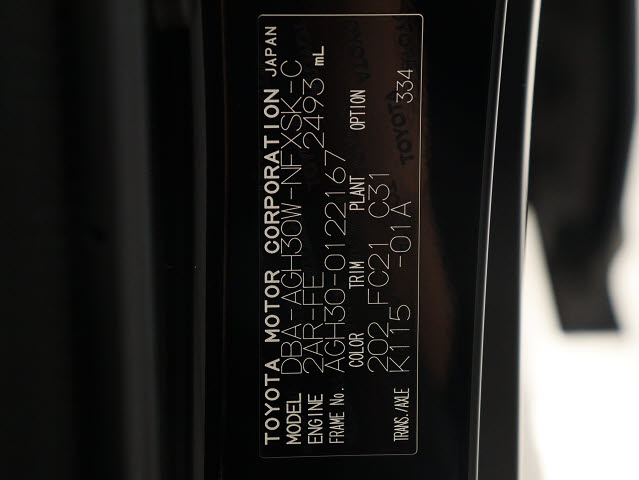 TOYOTA MOTOR CORPORATION JAPAN
MODEL DBA-AGH30W-NFXSK-C
ENGINE 2AR-FE 2493 mL
FRAME No. AGH30-0122167
COLOR TRIM PLANT OPTION
202 FC21 C31
TRANS./AXLE K115 -01A 334